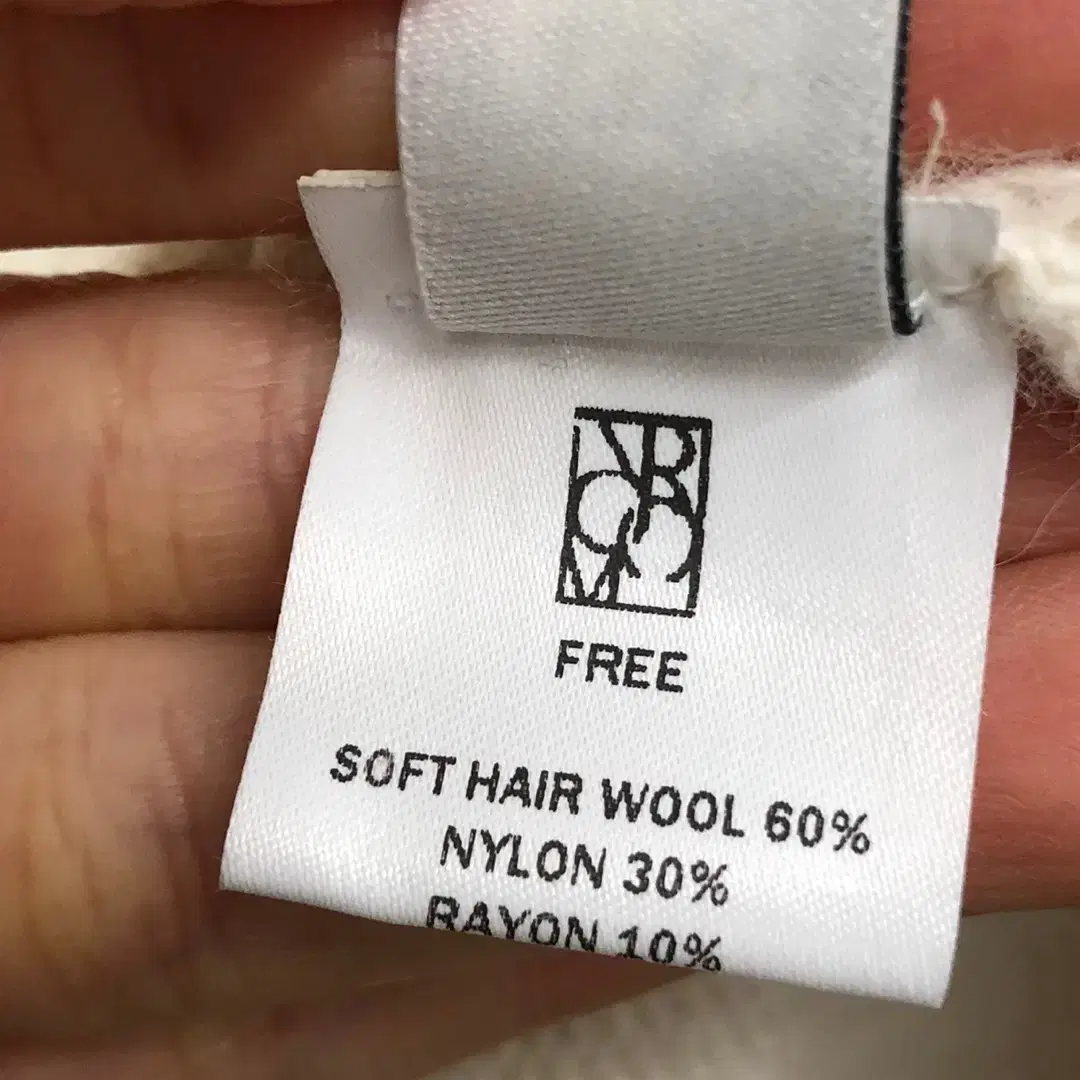 FREE
SOFT HAIR WOOL 60%
NYLON 30%
RAYON 10%